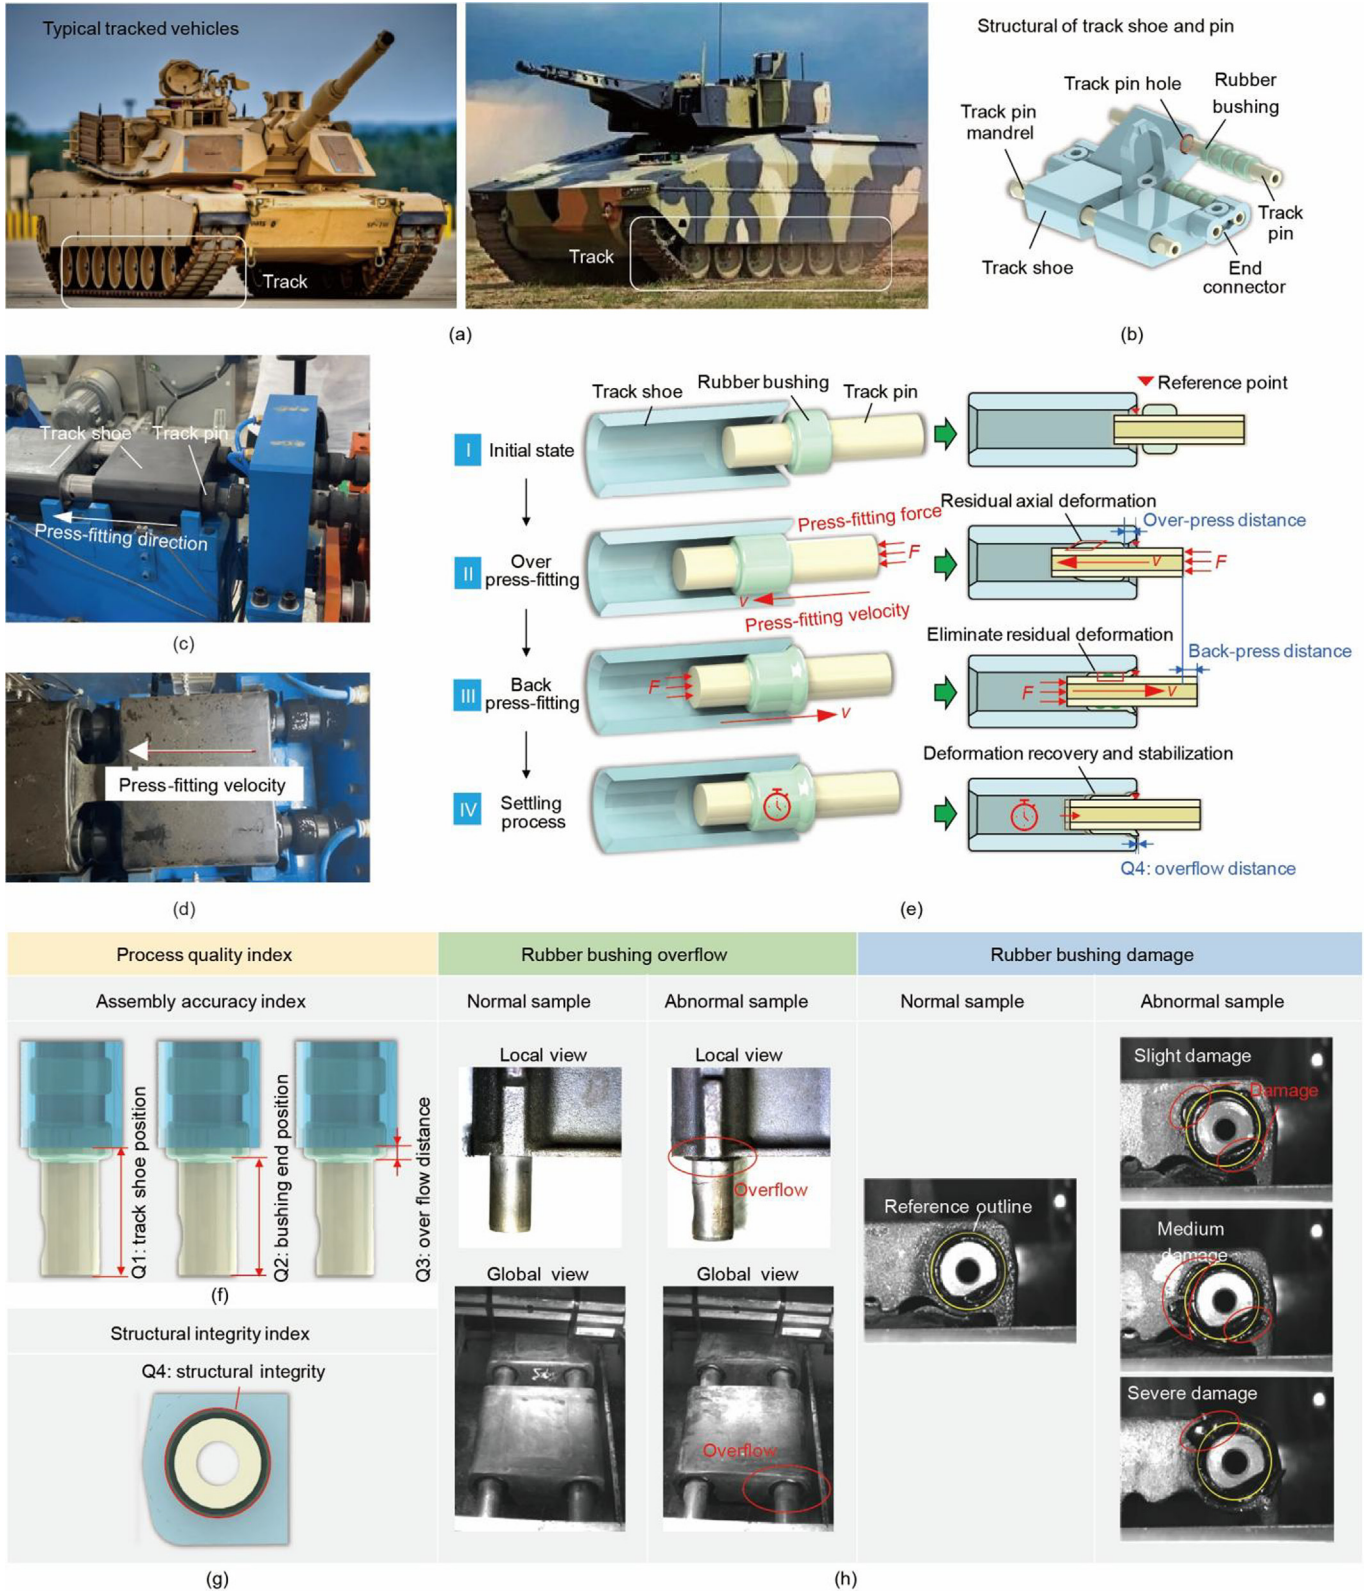 Typical tracked vehicles
Track
Track
(a)
Structural of track shoe and pin
Track pin hole
Rubber
bushing
Track pin
mandrel
Track
pin
Track shoe
End
connector
(b)
Track shoe
Track pin
Press-fitting direction
(c)
Press-fitting velocity
(d)
Track shoe
Rubber bushing
Track pin
Reference point
I
Initial state
Residual axial deformation
Press-fitting force
Over-press distance
II
Over
press-fitting
F
v
v
F
Press-fitting velocity
Eliminate residual deformation
Back-press distance
III
Back
press-fitting
F
v
F
v
Deformation recovery and stabilization
IV
Settling
process
Q4: overflow distance
(e)
Process quality index
Rubber bushing overflow
Rubber bushing damage
Assembly accuracy index
Normal sample
Abnormal sample
Normal sample
Abnormal sample
Q1: track shoe position
Q2: bushing end position
Q3: over flow distance
(f)
Structural integrity index
Q4: structural integrity
(g)
Local view
Local view
Overflow
Global view
Global view
Overflow
Reference outline
Slight damage
Damage
Medium
damage
Severe damage
(h)